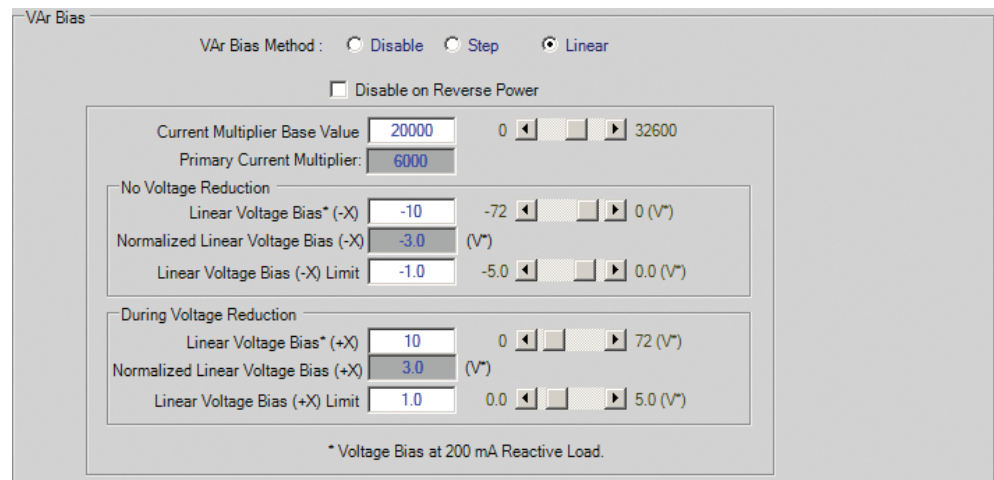 VAr Bias
VAr Bias Method : Disable Step Linear
Disable on Reverse Power
Current Multiplier Base Value 20000 0 32600
Primary Current Multiplier: 6000
No Voltage Reduction
Linear Voltage Bias* (-X) -10 -72 0 (V*)
Normalized Linear Voltage Bias (-X) -3.0 (V*)
Linear Voltage Bias (-X) Limit -1.0 -5.0 0.0 (V*)
During Voltage Reduction
Linear Voltage Bias* (+X) 10 0 72 (V*)
Normalized Linear Voltage Bias (+X) 3.0 (V*)
Linear Voltage Bias (+X) Limit 1.0 0.0 5.0 (V*)
* Voltage Bias at 200 mA Reactive Load.